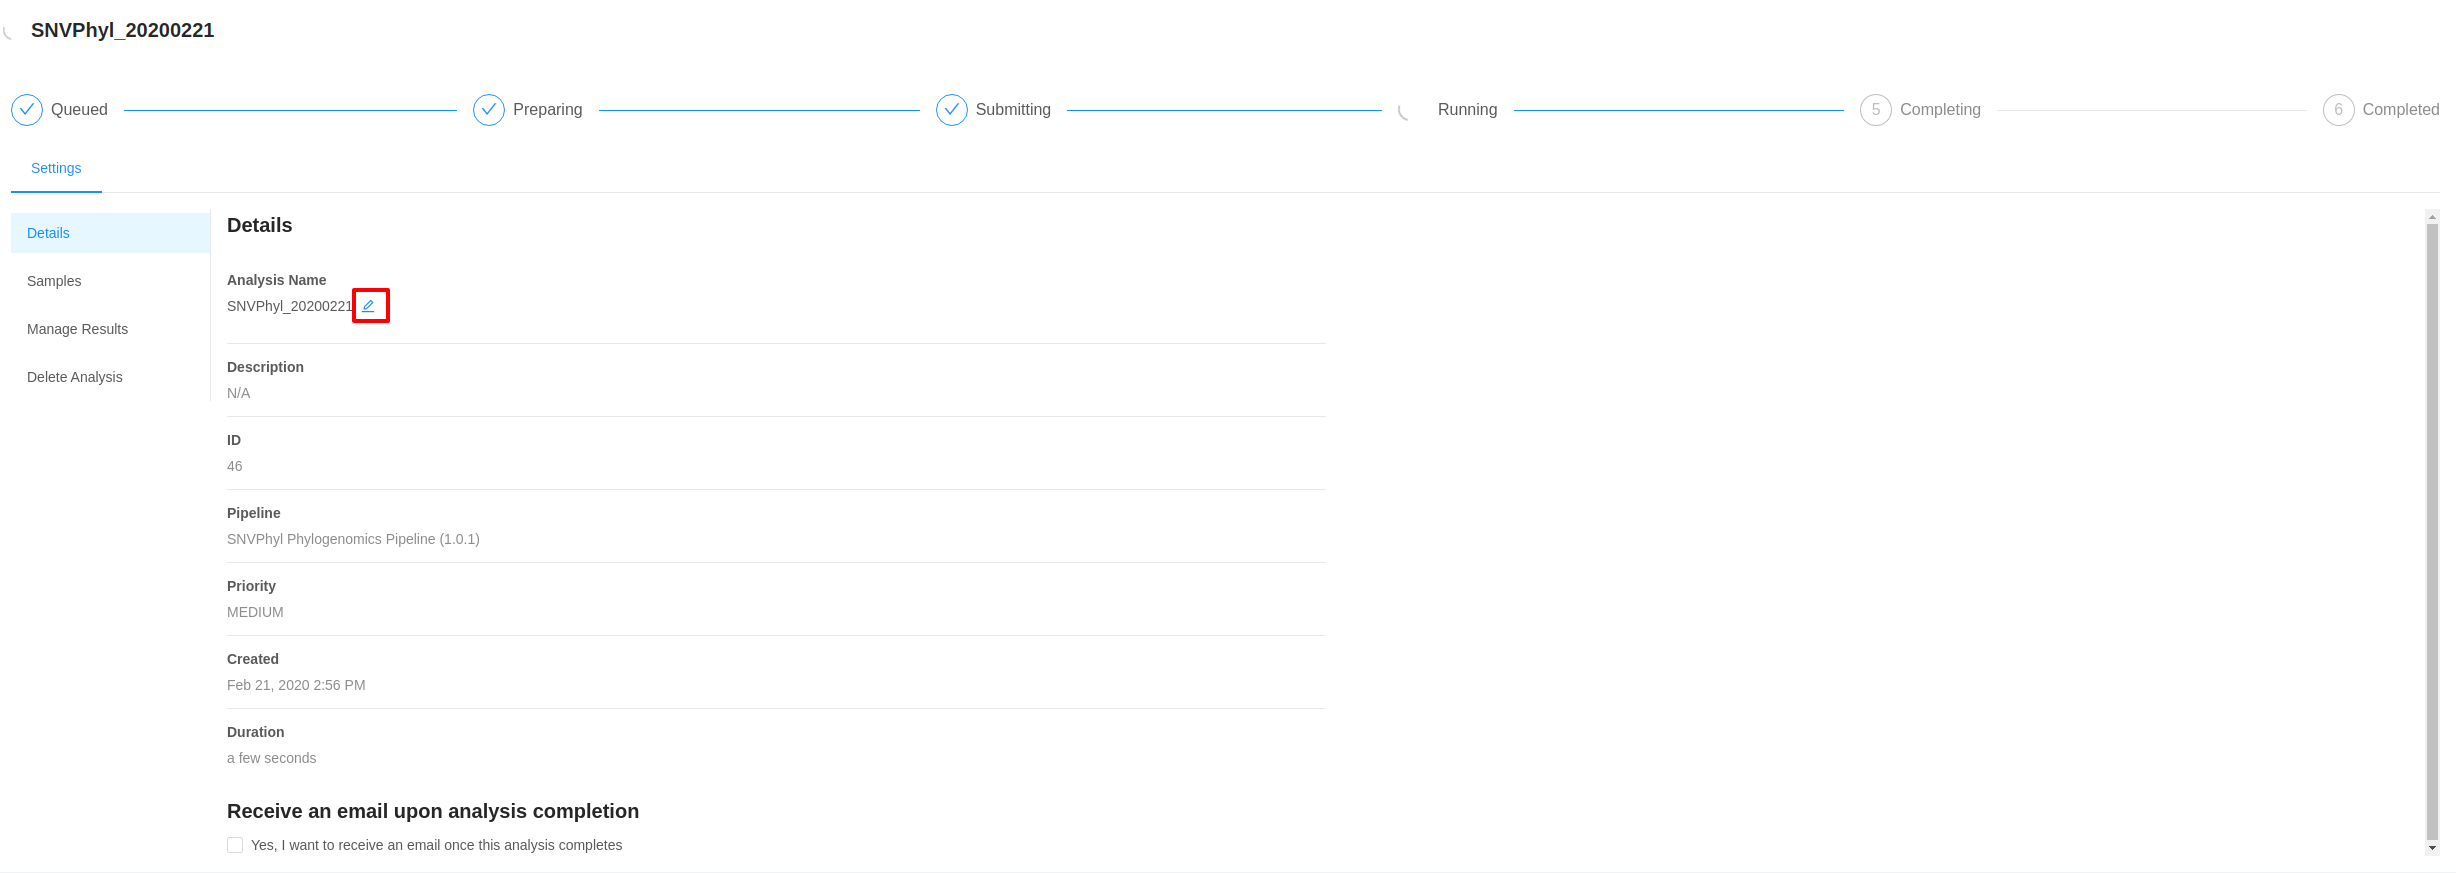 SNVPhyl_20200221
Queued Preparing Submitting Running 5 Completing 6 Completed
Settings
Details
Samples
Manage Results
Delete Analysis
Details
Analysis Name
SNVPhyl_20200221
Description
N/A
ID
46
Pipeline
SNVPhyl Phylogenomics Pipeline (1.0.1)
Priority
MEDIUM
Created
Feb 21, 2020 2:56 PM
Duration
a few seconds
Receive an email upon analysis completion
Yes, I want to receive an email once this analysis completes